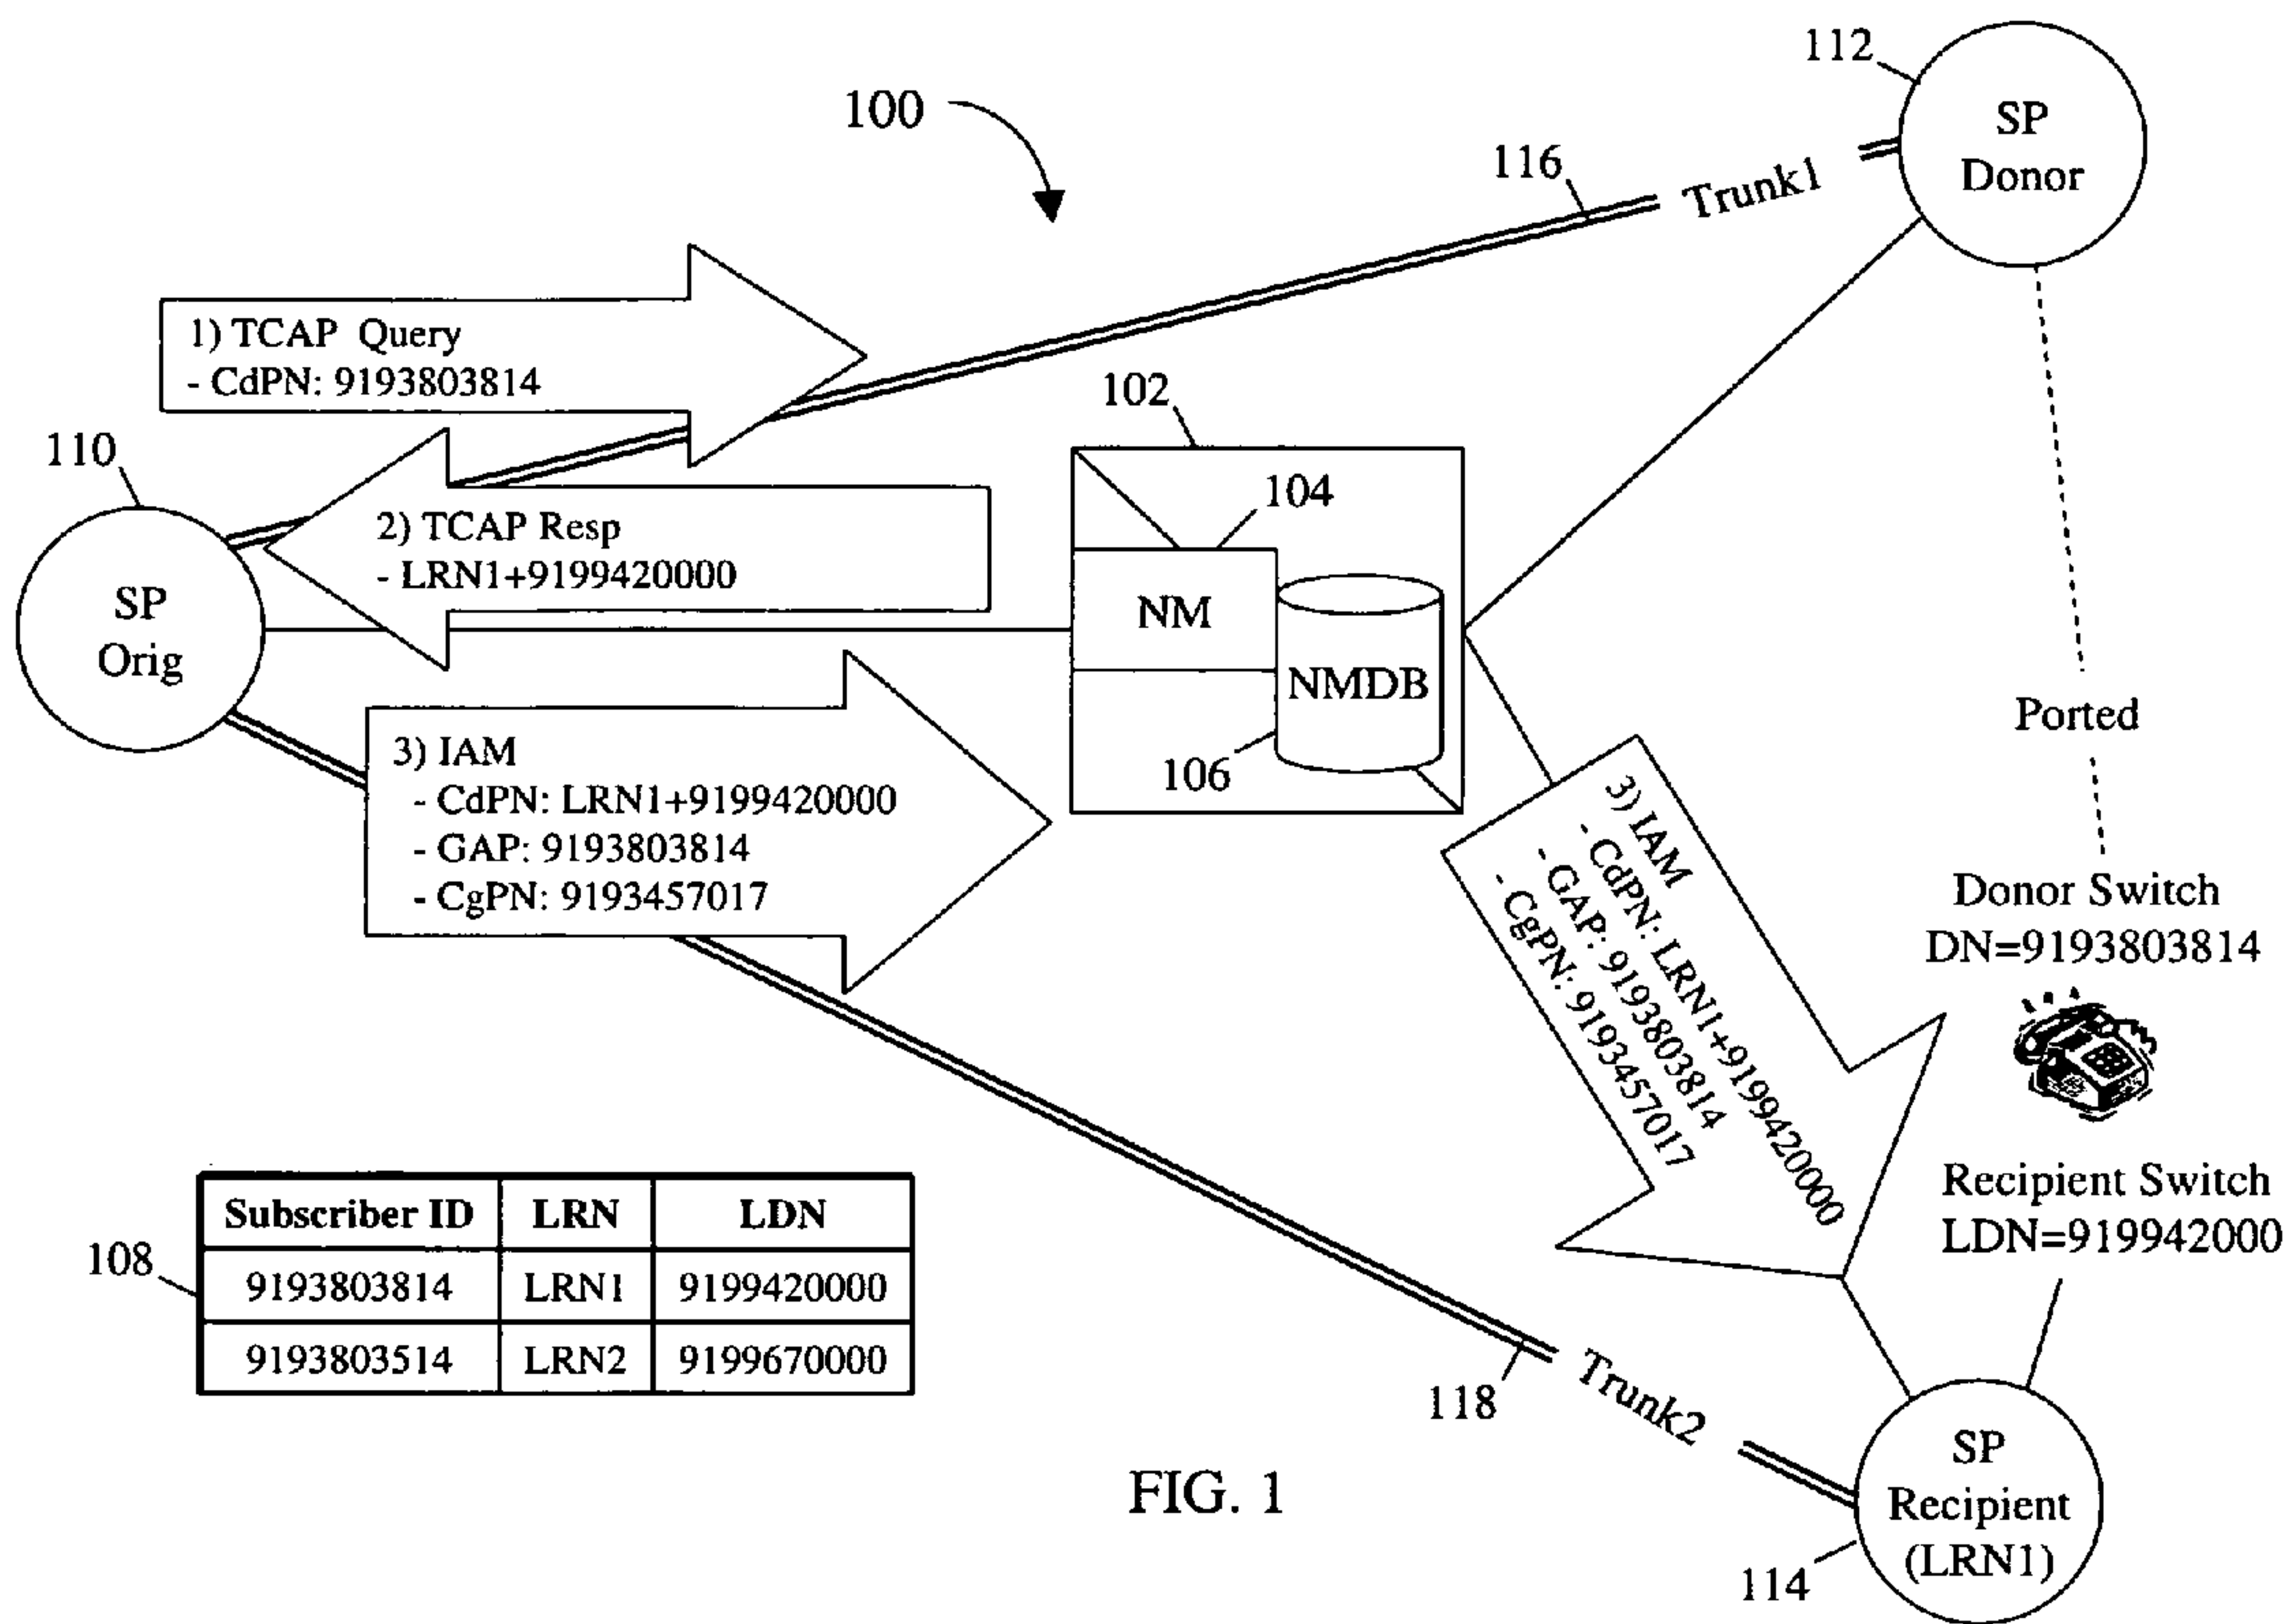 100
112
SP
Donor
116
Trunk1
1) TCAP Query
- CdPN: 9193803814
102
110
104
2) TCAP Resp
- LRN1+9199420000
SP
Orig
NM
NMDB
106
Ported
3) IAM
- CdPN: LRN1+9199420000
- GAP: 9193803814
- CgPN: 9193457017
3) IAM
- CdPN: LRN1+9199420000
- GAP: 9193803814
- CgPN: 9193457017
Donor Switch
DN=9193803814
Recipient Switch
LDN=919942000
108
Subscriber ID LRN LDN
9193803814 LRN1 9199420000
9193803514 LRN2 9199670000
118
Trunk2
SP
Recipient
(LRN1)
114
FIG. 1